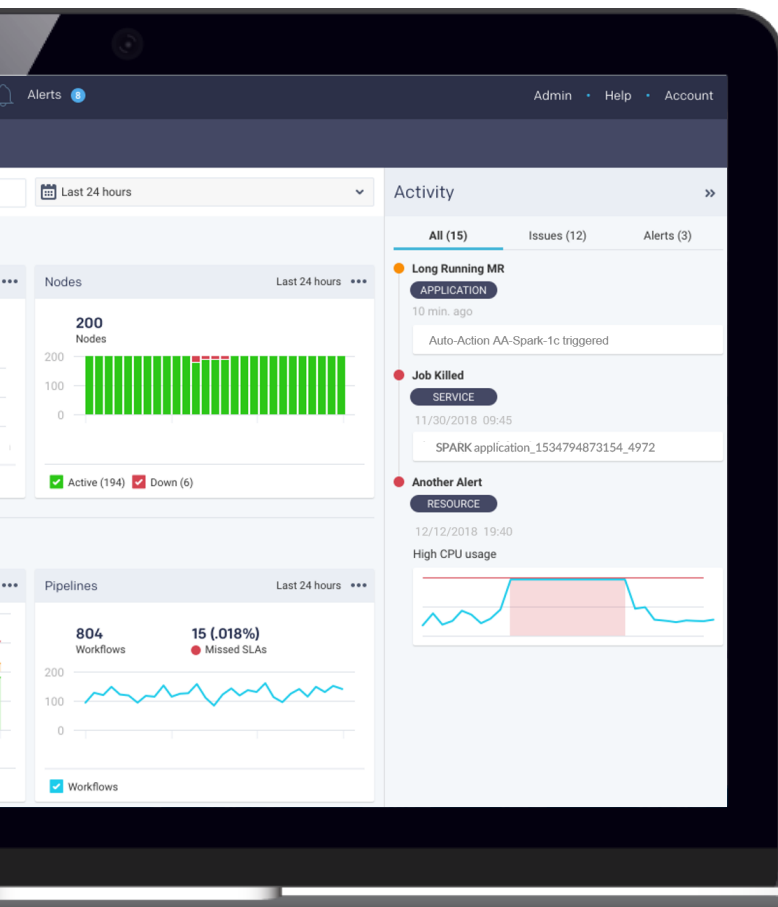 Alerts 8
Admin • Help • Account
Last 24 hours
Activity »
All (15) Issues (12) Alerts (3)
Nodes Last 24 hours •••
200
Nodes
200
100
0
Active (194) Down (6)
Pipelines Last 24 hours •••
804 15 (.018%)
Workflows Missed SLAs
200
100
0
Workflows
Long Running MR
APPLICATION
10 min. ago
Auto-Action AA-Spark-1c triggered
Job Killed
SERVICE
11/30/2018 09:45
SPARK application_1534794873154_4972
Another Alert
RESOURCE
12/12/2018 19:40
High CPU usage